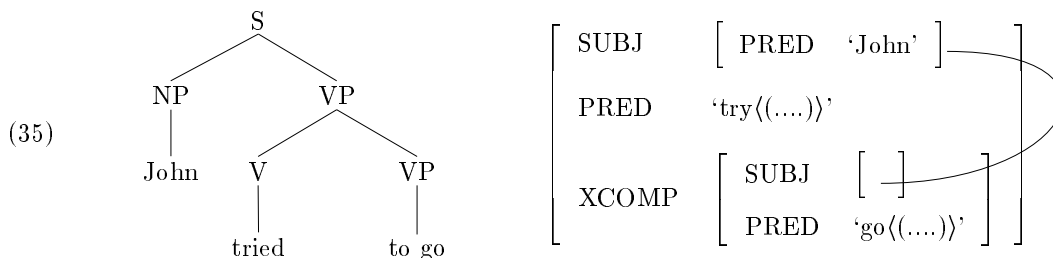 S
SUBJ [ PRED ‘John’ ]
NP VP
PRED ‘try⟨(....)⟩’
(35)
John V VP
SUBJ [ ]
XCOMP
PRED ‘go⟨(....)⟩’
tried to go